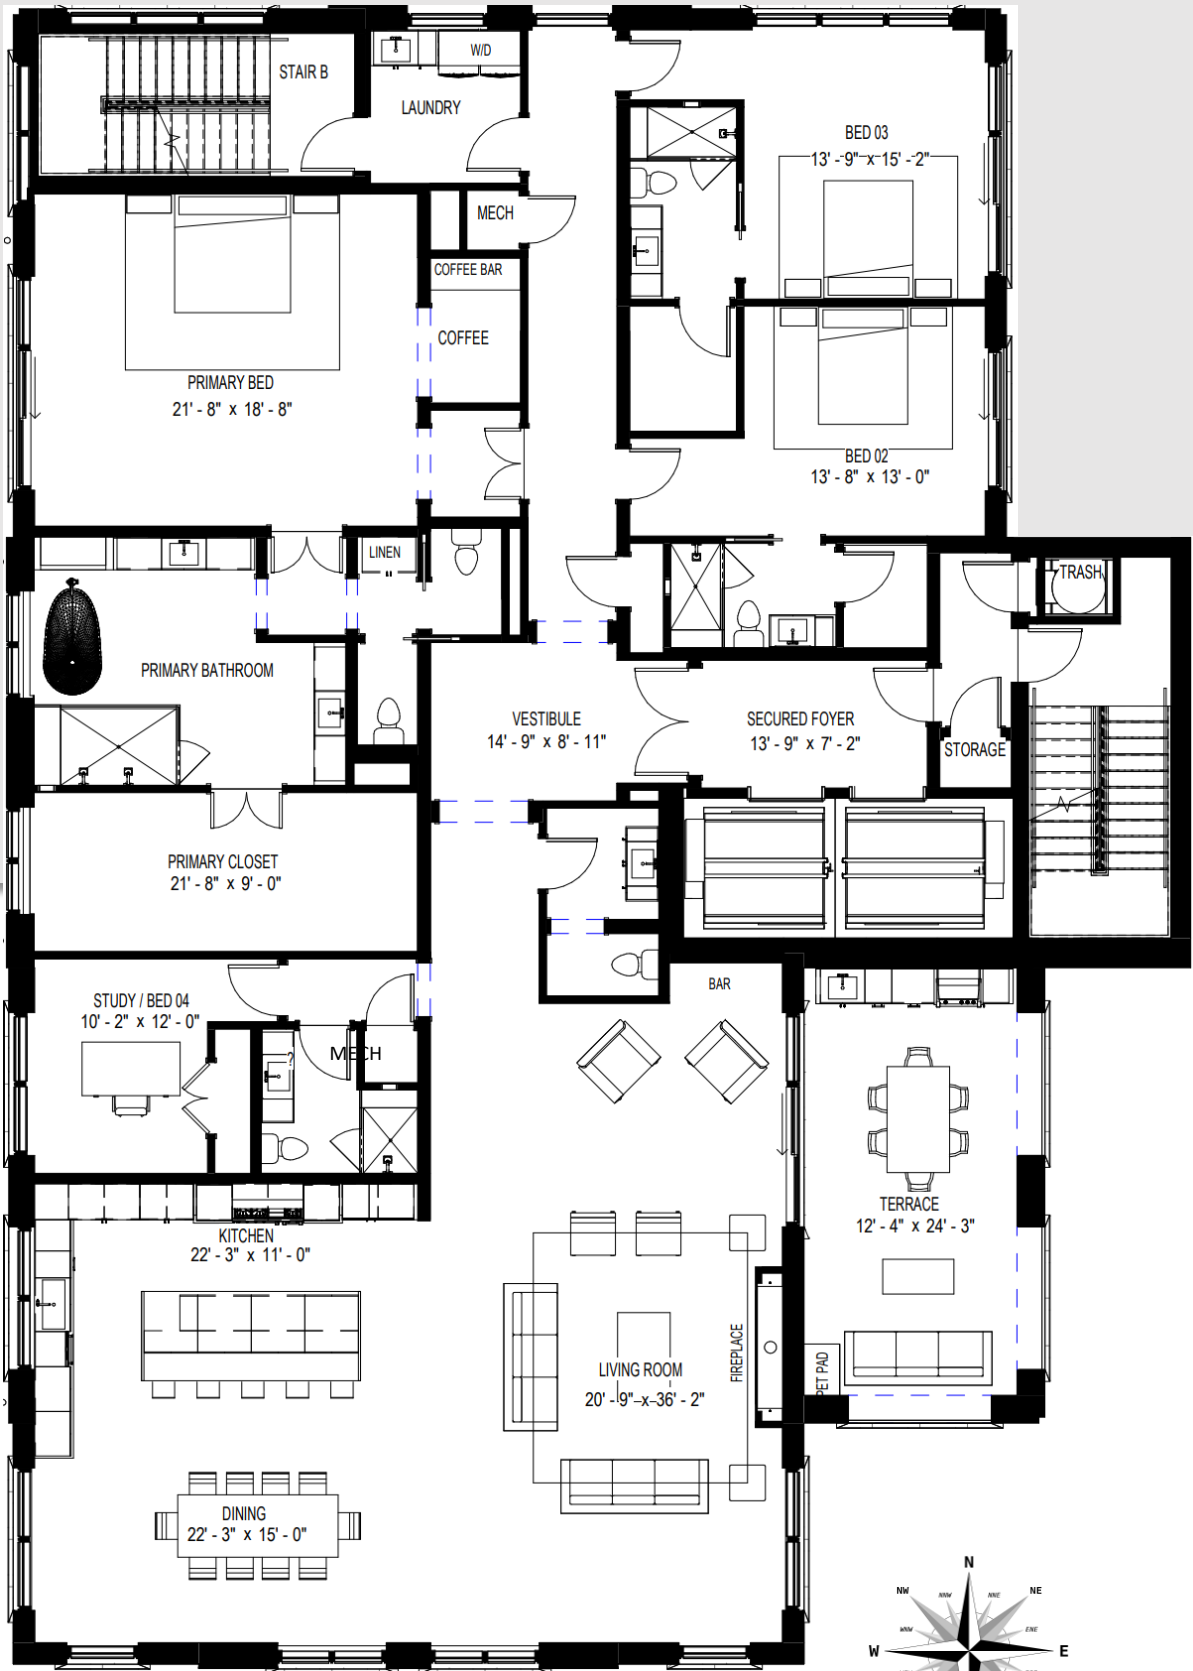 W/D
STAIR B
LAUNDRY
BED 03
13' - 9" x 15' - 2"
MECH
COFFEE BAR
COFFEE
PRIMARY BED
21' - 8" x 18' - 8"
BED 02
13' - 8" x 13' - 0"
LINEN
TRASH
PRIMARY BATHROOM
VESTIBULE
14' - 9" x 8' - 11"
SECURED FOYER
13' - 9" x 7' - 2"
STORAGE
PRIMARY CLOSET
21' - 8" x 9' - 0"
BAR
STUDY / BED 04
10' - 2" x 12' - 0"
MECH
?
TERRACE
12' - 4" x 24' - 3"
KITCHEN
22' - 3" x 11' - 0"
FIREPLACE
LIVING ROOM
20' - 9" x 36' - 2"
PET PAD
DINING
22' - 3" x 15' - 0"
N
NW
NNW
NNE
NE
WNW
ENE
W
E